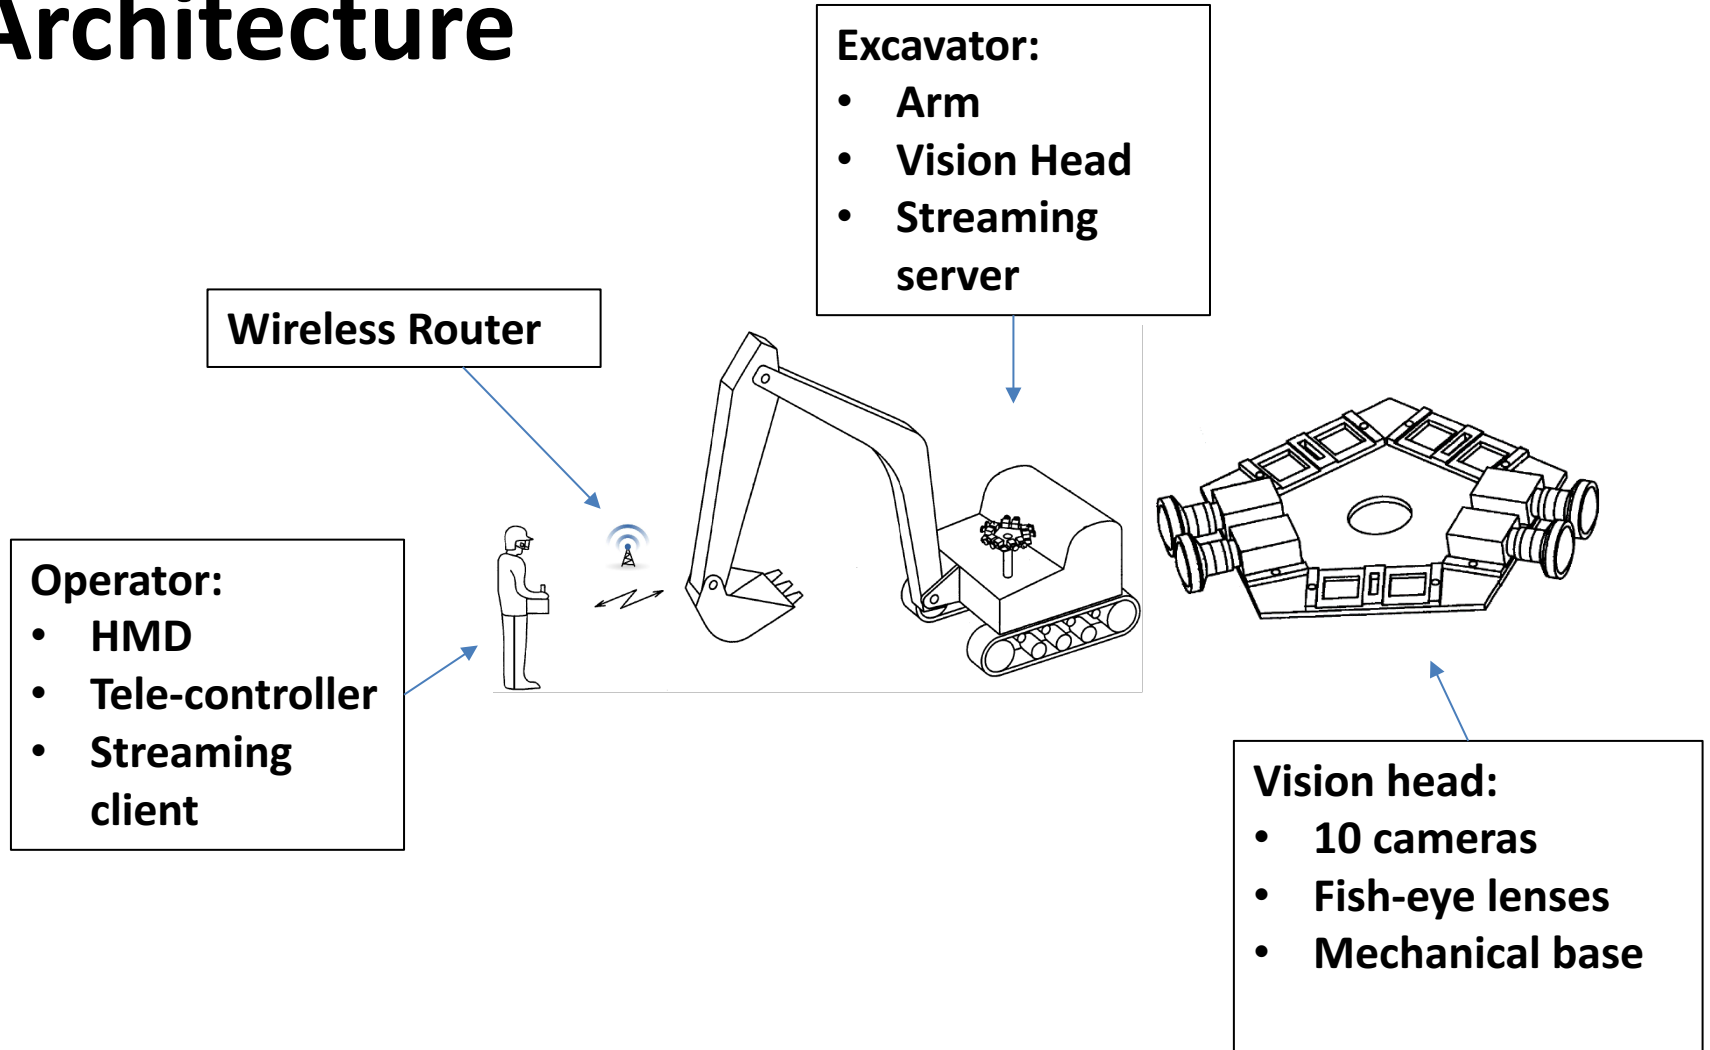 Architecture
Excavator:
• Arm
• Vision Head
• Streaming
server
Wireless Router
Operator:
• HMD
• Tele-controller
• Streaming
client
Vision head:
• 10 cameras
• Fish-eye lenses
• Mechanical base